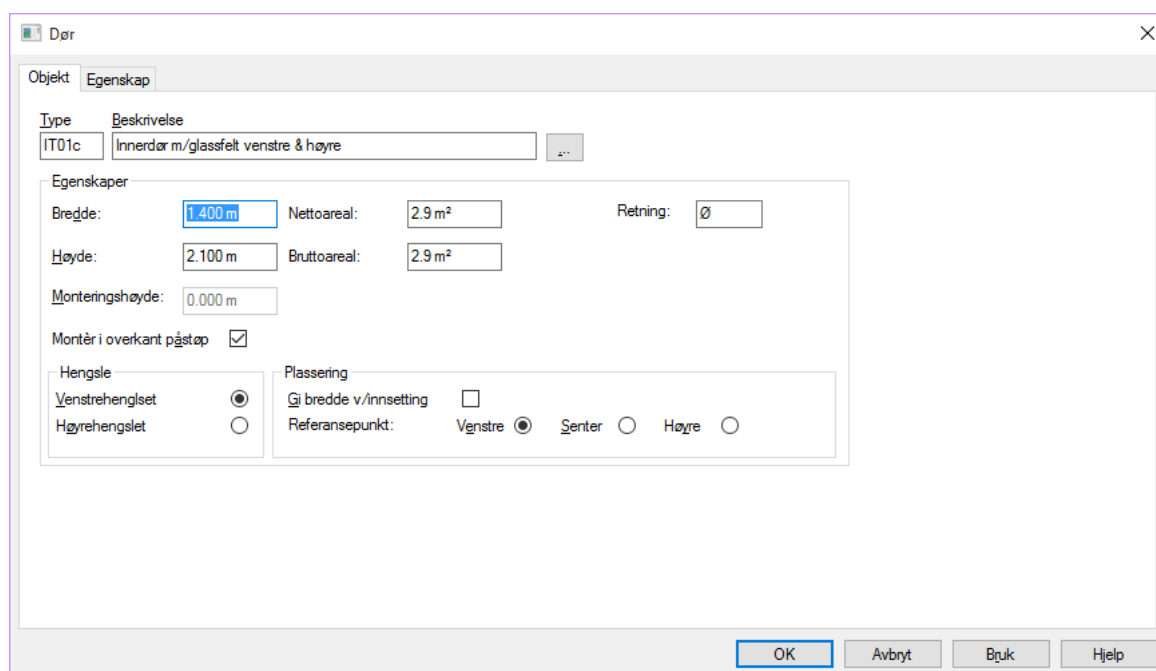 Dør
Objekt Egenskap
Type Beskrivelse
IT01c Innerdør m/glassfelt venstre & høyre ...
Egenskaper
Bredde: 1.400 m Nettoareal: 2.9 m² Retning: Ø
Høyde: 2.100 m Bruttoareal: 2.9 m²
Monteringshøyde: 0.000 m
Montèr i overkant påstøp
Hengsle Plassering
Venstrehenglset Gi bredde v/innsetting
Høyrehengslet Referansepunkt: Venstre Senter Høyre
OK Avbryt Bruk Hjelp